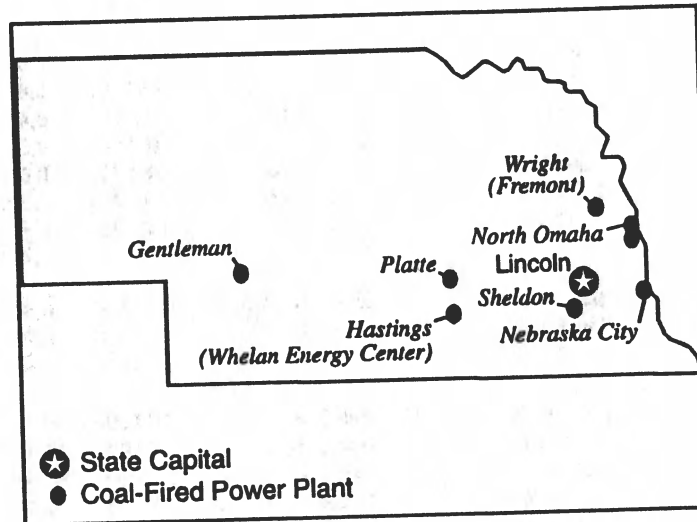 Wright
(Fremont)
North Omaha
Gentleman
Platte
Lincoln
Sheldon
Hastings
(Whelan Energy Center)
Nebraska City
State Capital
Coal-Fired Power Plant